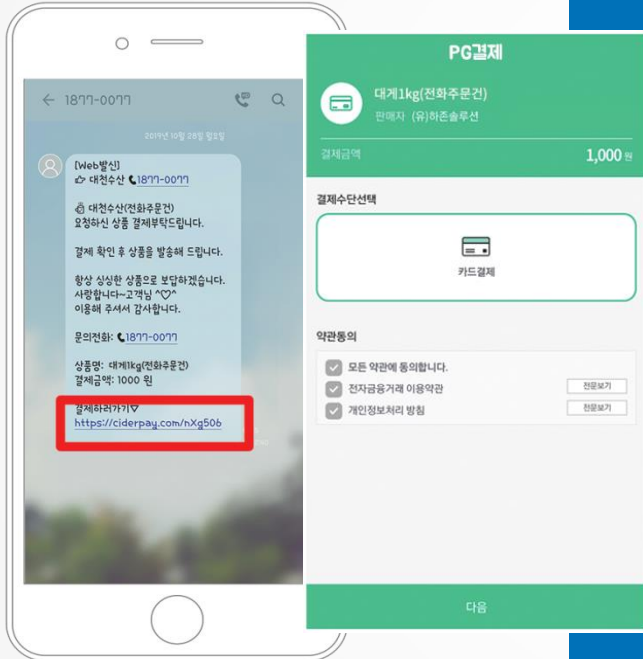 1877-0077
2019년 10월 28일 월요일
[Web발신]
대천수산 1877-0077
대천수산(전화주문건)
요청하신 상품 결제부탁드립니다.
결제 확인 후 상품을 발송해 드립니다.
항상 싱싱한 상품으로 보답하겠습니다.
사랑합니다~고객님 ^♡^
이용해 주셔서 감사합니다.
문의전화: 1877-0077
상품명: 대게1kg(전화주문건)
결제금액: 1000 원
결제하러가기▽
https://ciderpay.com/nXg506
PG결제
대게1kg(전화주문건)
판매자 (유)하존솔루션
결제금액 1,000 원
결제수단선택
카드결제
약관동의
모든 약관에 동의합니다.
전자금융거래 이용약관 전문보기
개인정보처리 방침 전문보기
다음